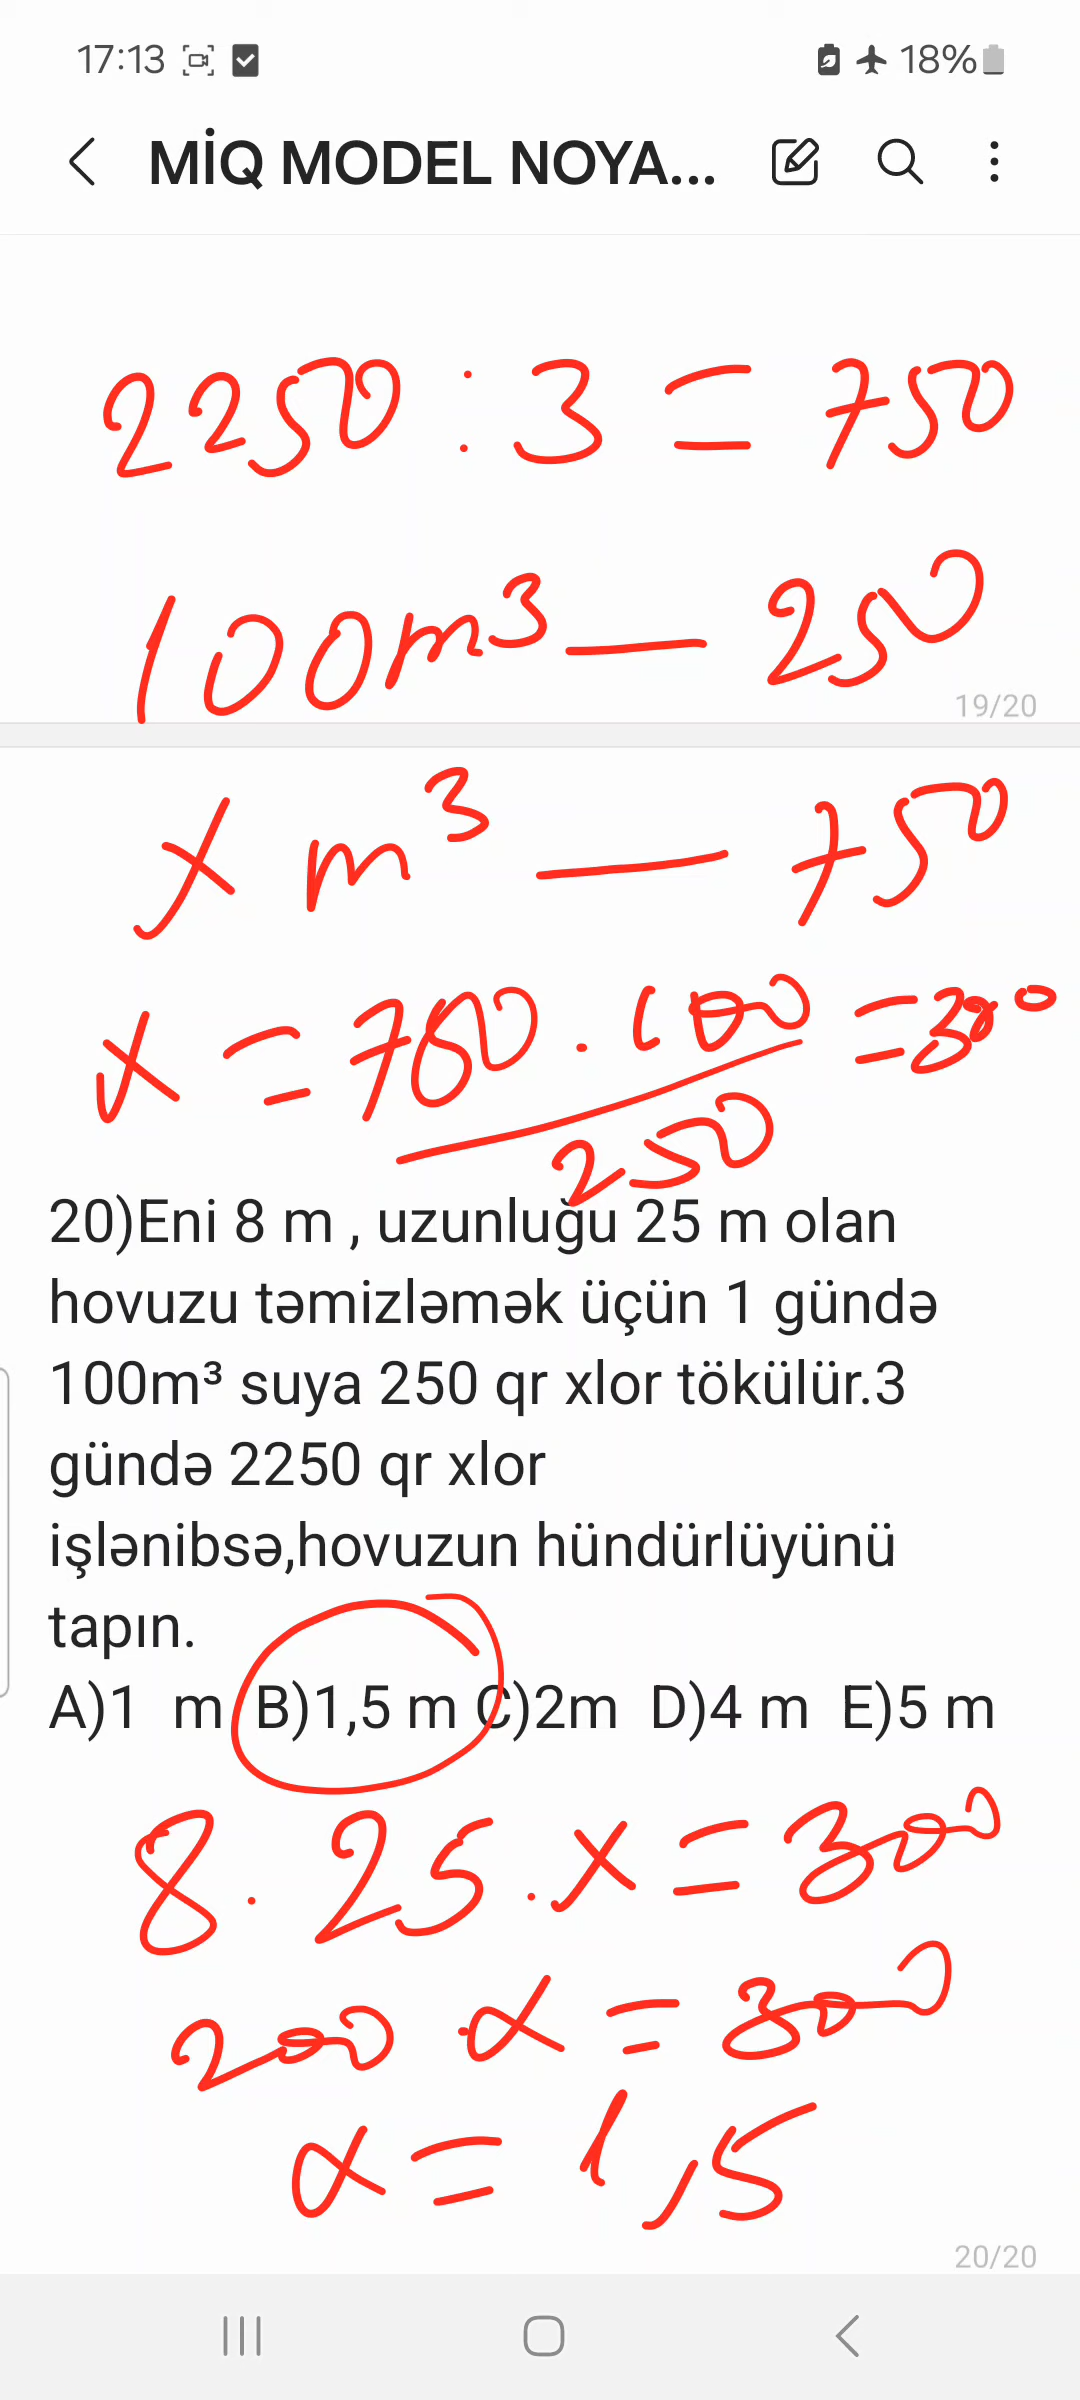 17:13 18%
MİQ MODEL NOYA...
2250 : 3 = 750
100m³ — 250
19/20
x m³ — 750
x = 750 . 100 = 300
250
20)Eni 8 m , uzunluğu 25 m olan
hovuzu təmizləmək üçün 1 gündə
100m³ suya 250 qr xlor tökülür.3
gündə 2250 qr xlor
işlənibsə,hovuzun hündürlüyünü
tapın.
A)1 m B)1,5 m C)2m D)4 m E)5 m
8 . 25 . x = 300
200 . x = 300
x = 1,5
20/20